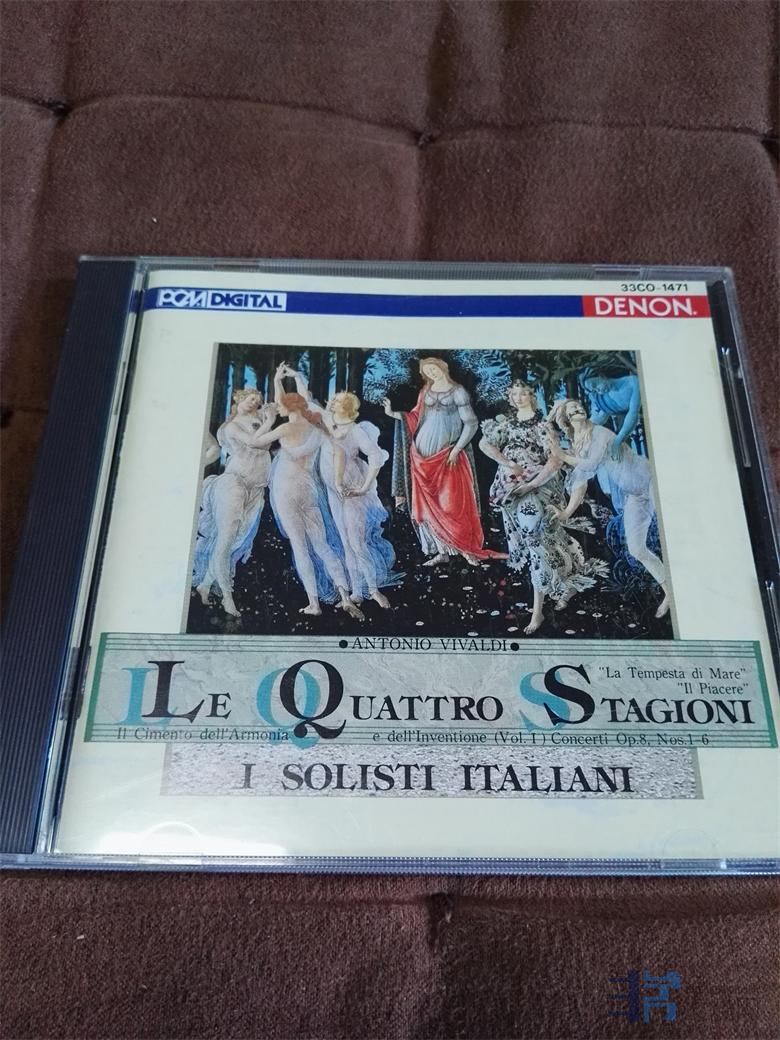 33CO-1471
PCM DIGITAL
DENON
●ANTONIO VIVALDI●
"La Tempesta di Mare"
"Il Piacere"
LE QUATTRO STAGIONI
Il Cimento dell'Armonia e dell'Inventione (Vol. I) Concerti Op.8, Nos.1-6
I SOLISTI ITALIANI